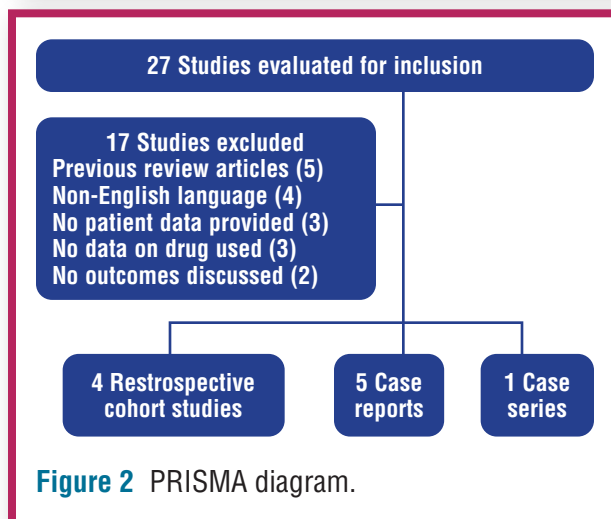 27 Studies evaluated for inclusion
17 Studies excluded
Previous review articles (5)
Non-English language (4)
No patient data provided (3)
No data on drug used (3)
No outcomes discussed (2)
4 Restrospective
cohort studies
5 Case
reports
1 Case
series
Figure 2 PRISMA diagram.